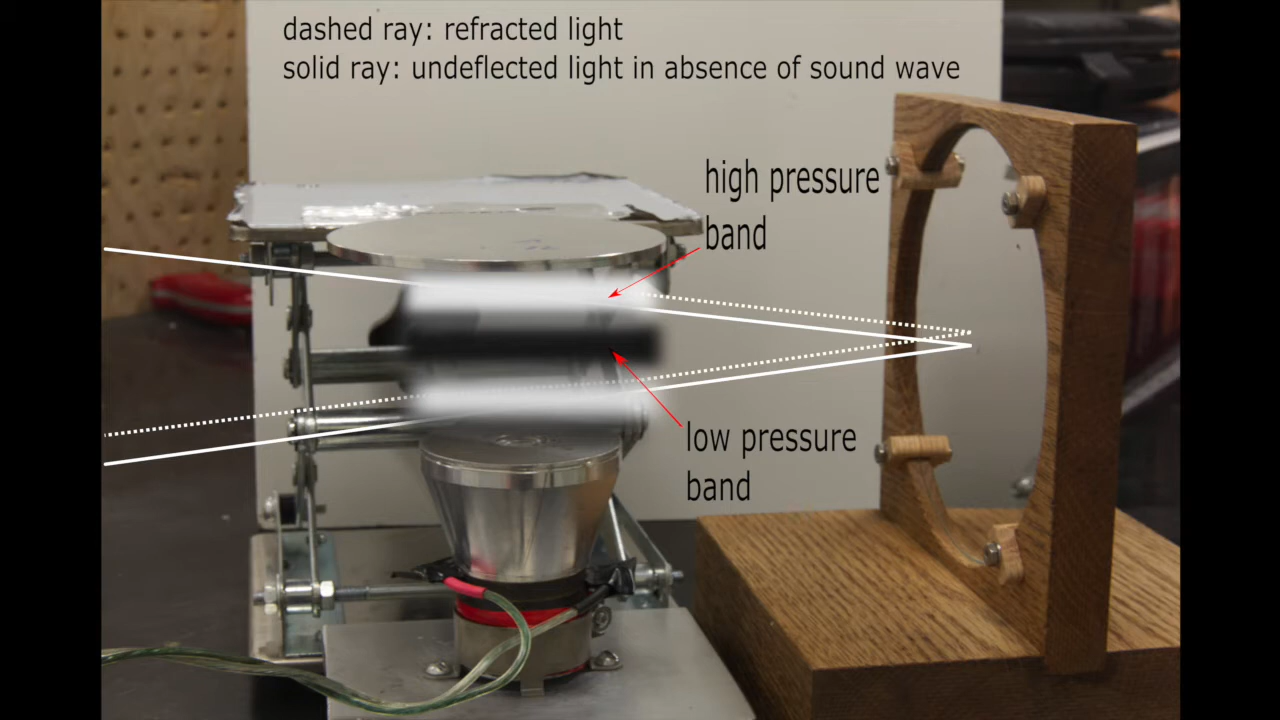 dashed ray: refracted light
solid ray: undeflected light in absence of sound wave
high pressure
band
low pressure
band